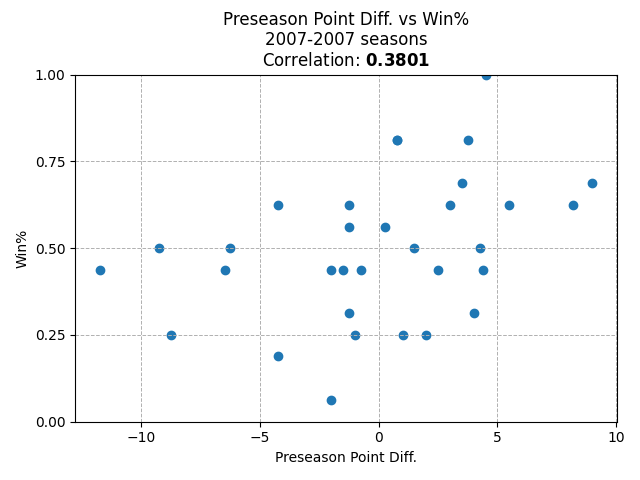 Preseason Point Diff. vs Win%
2007-2007 seasons
Correlation: 0.3801
1.00
0.75
0.50
0.25
0.00
Win%
−10
−5
0
5
10
Preseason Point Diff.